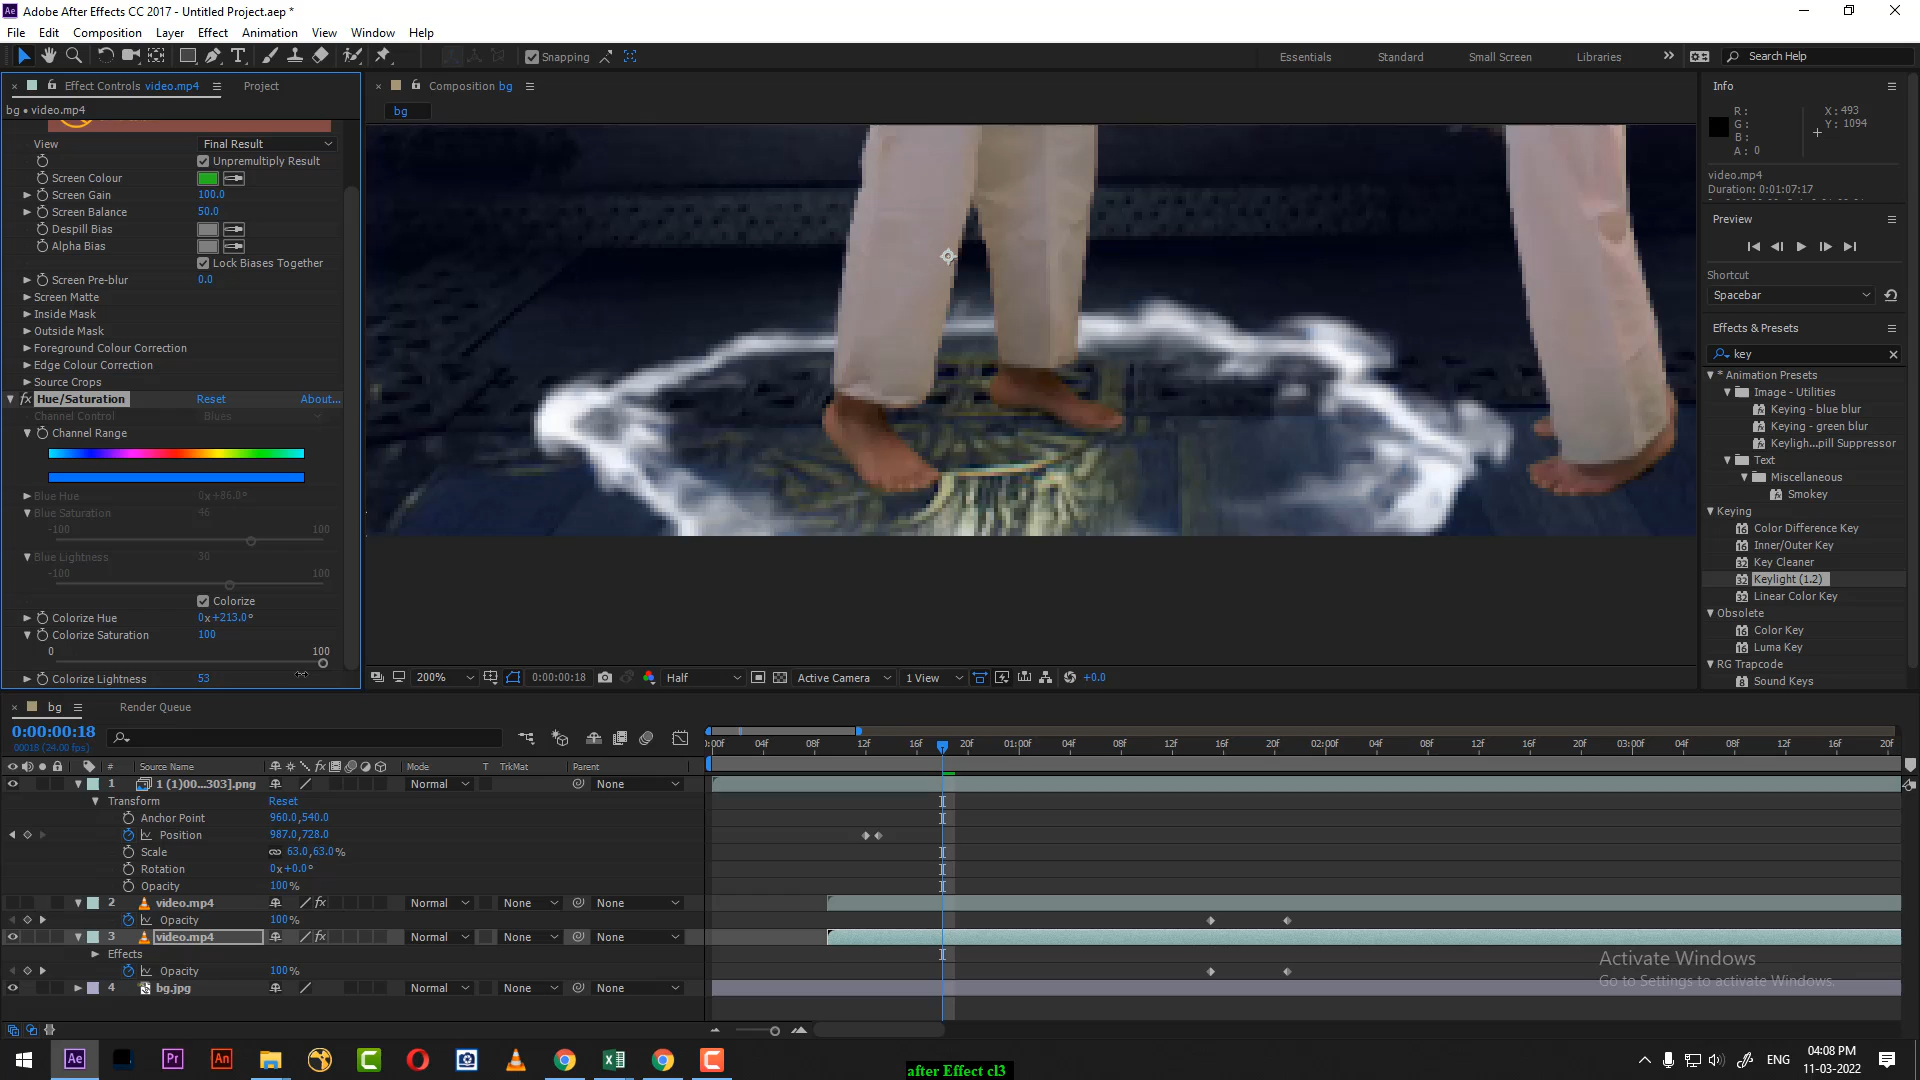 Adobe After Effects CC 2017 - Untitled Project.aep *
File Edit Composition Layer Effect Animation View Window Help
Snapping Essentials Standard Small Screen Libraries Search Help
Effect Controls video.mp4 Project
bg • video.mp4
View Final Result
Unpremultiply Result
Screen Colour
Screen Gain 100.0
Screen Balance 50.0
Despill Bias
Alpha Bias
Lock Biases Together
Screen Pre-blur 0.0
Screen Matte
Inside Mask
Outside Mask
Foreground Colour Correction
Edge Colour Correction
Source Crops
Hue/Saturation Reset About...
Channel Control Blues
Channel Range
Blue Hue 0x+86.0°
Blue Saturation 46
-100 100
Blue Lightness 30
-100 100
Colorize
Colorize Hue 0x+213.0°
Colorize Saturation 100
0 100
Colorize Lightness 53
Composition bg
bg
200% 0:00:00:18 Half Active Camera 1 View +0.0
Info
R : X : 493
G : Y : 1094
B :
A : 0
video.mp4
Duration: 0:01:07:17
Preview
Shortcut
Spacebar
Effects & Presets
key
* Animation Presets
Image - Utilities
Keying - blue blur
Keying - green blur
Keyligh...pill Suppressor
Text
Miscellaneous
Smokey
Keying
Color Difference Key
Inner/Outer Key
Key Cleaner
Keylight (1.2)
Linear Color Key
Obsolete
Color Key
Luma Key
RG Trapcode
Sound Keys
bg Render Queue
0:00:00:18
00018 (24.00 fps)
:00f 04f 08f 12f 16f 20f 01:00f 04f 08f 12f 16f 20f 02:00f 04f 08f 12f 16f 20f 03:00f 04f 08f 12f 16f 20f
# Source Name Mode T TrkMat Parent
1 1 (1)00...303].png Normal None
Transform Reset
Anchor Point 960.0,540.0
Position 987.0,728.0
Scale 63.0,63.0%
Rotation 0x+0.0°
Opacity 100%
2 video.mp4 Normal None None
Opacity 100%
3 video.mp4 Normal None None
Effects
Opacity 100%
4 bg.jpg Normal None None
Activate Windows
Go to Settings to activate Windows.
after Effect cl3
ENG
04:08 PM
11-03-2022